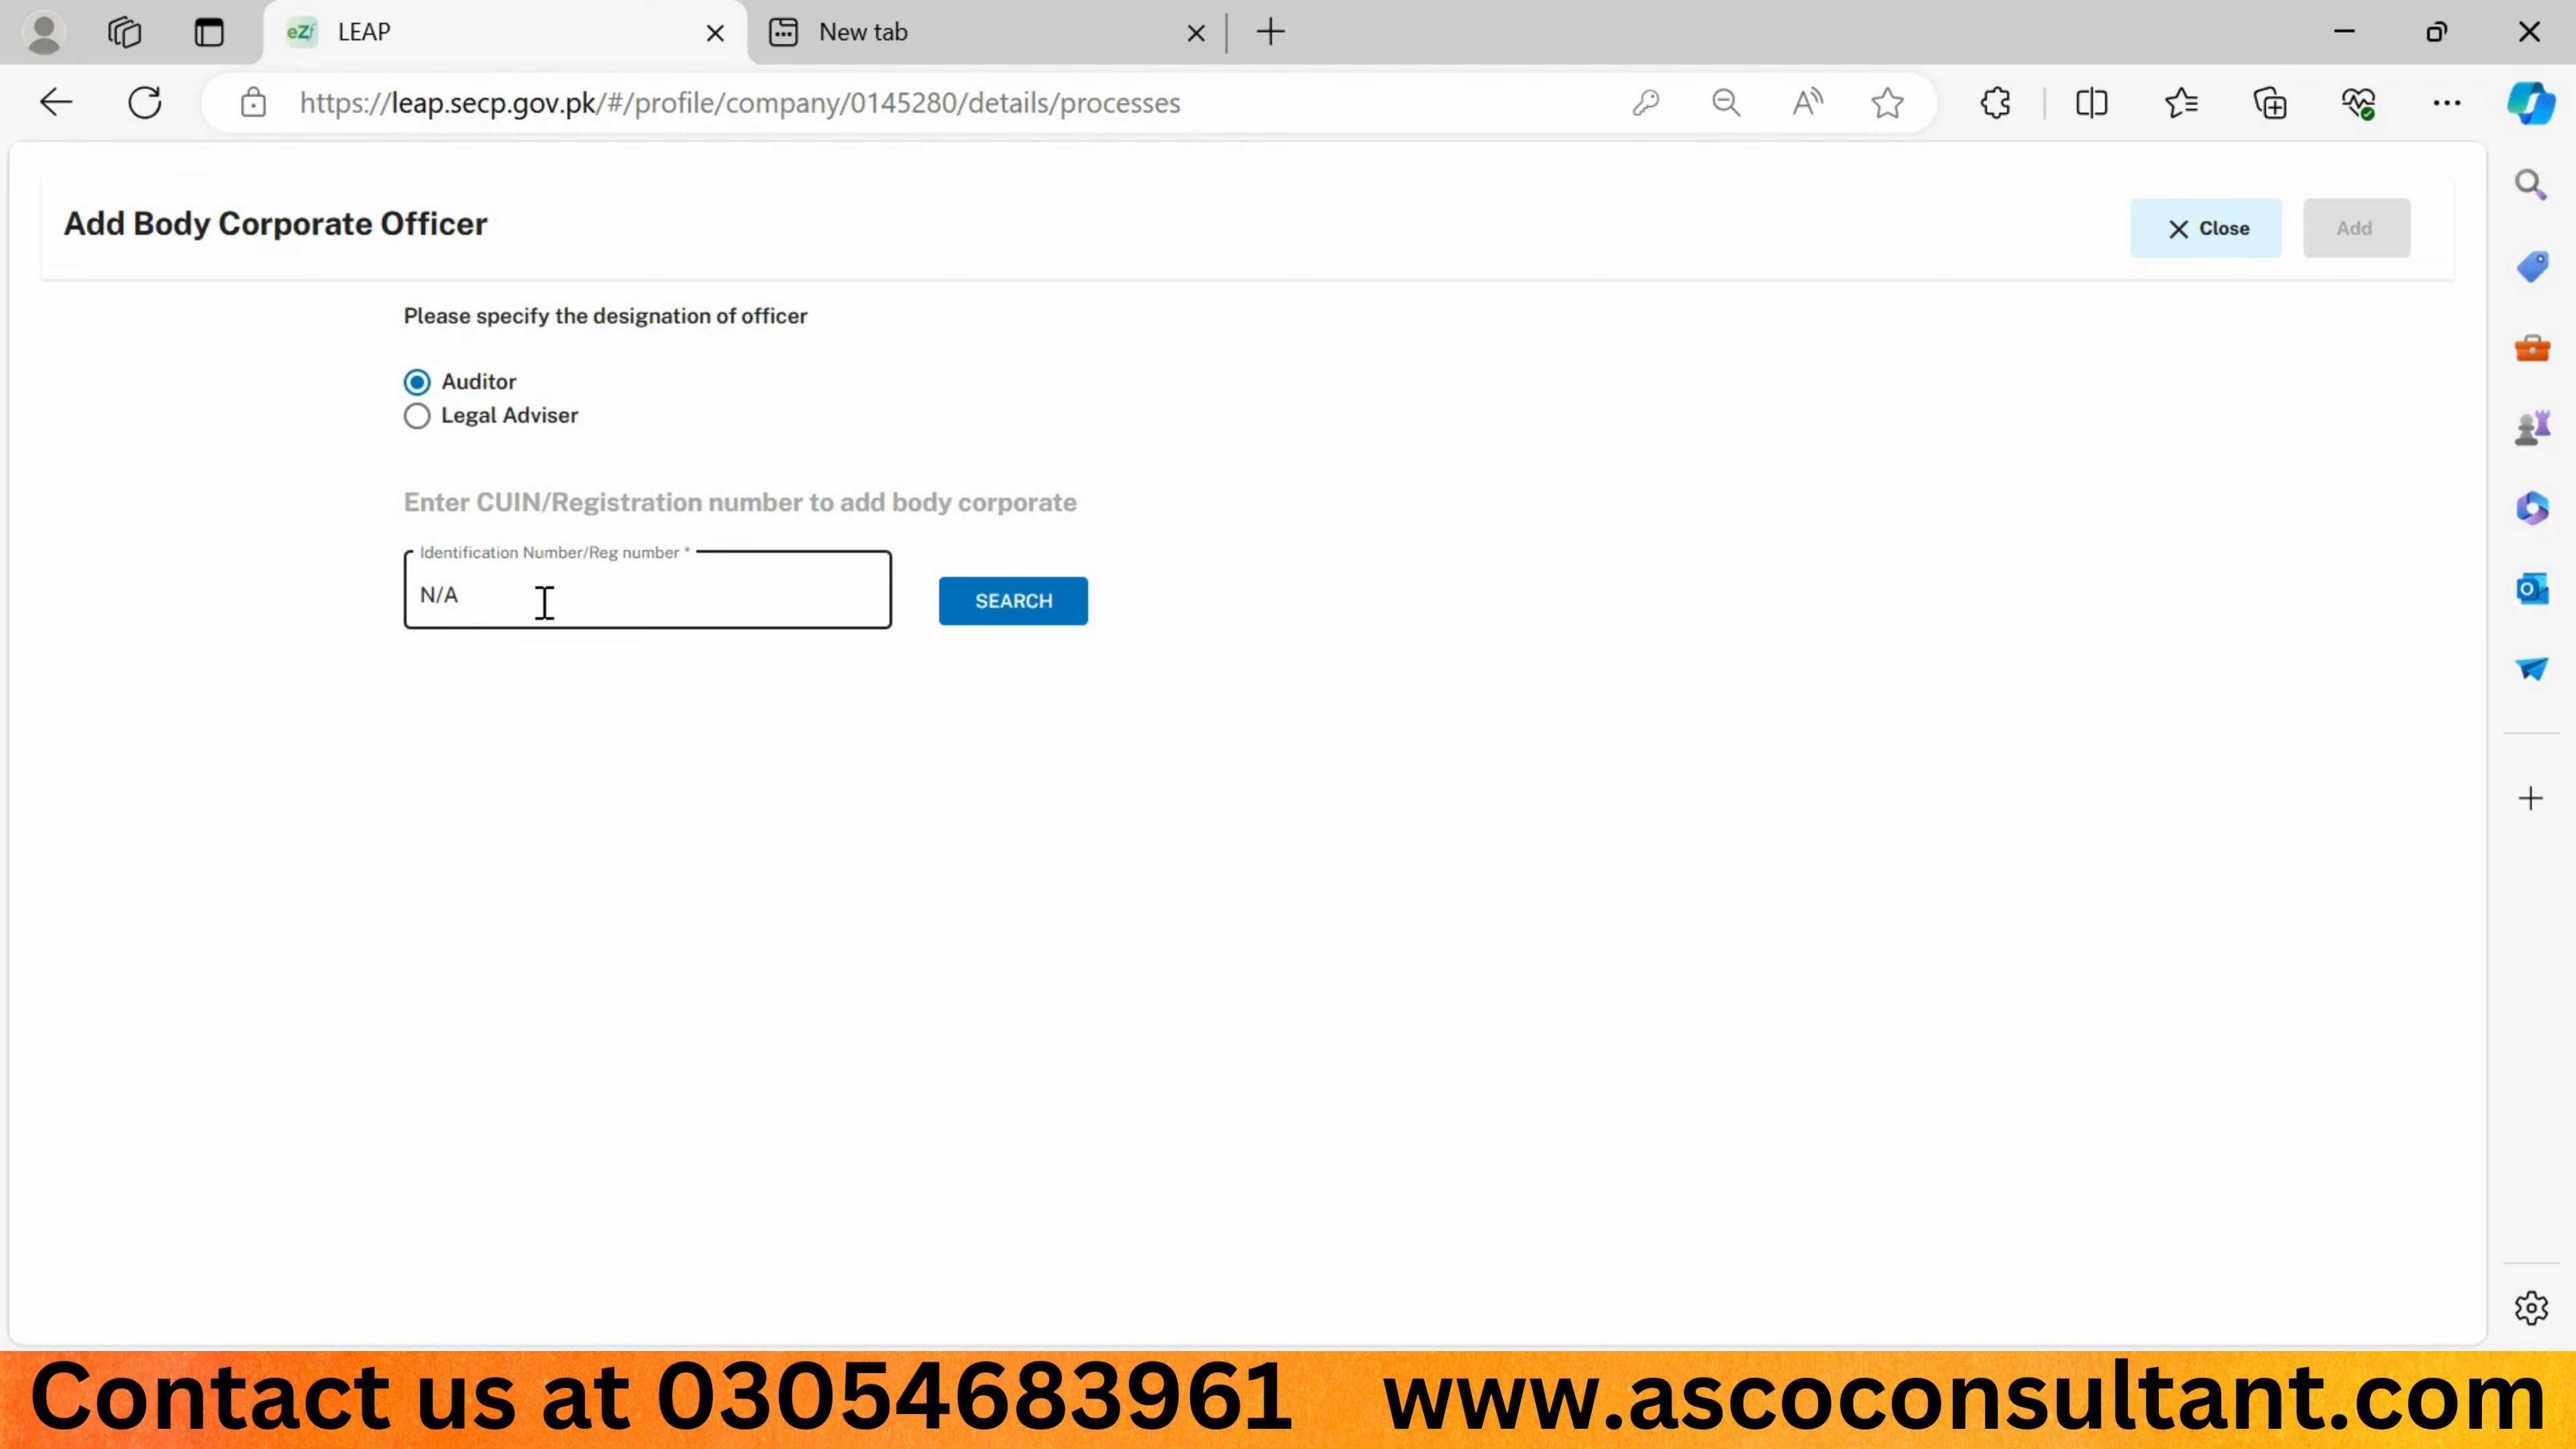 LEAP
New tab
https://leap.secp.gov.pk/#/profile/company/0145280/details/processes
Add Body Corporate Officer
Close
Add
Please specify the designation of officer
Auditor
Legal Adviser
Enter CUIN/Registration number to add body corporate
Identification Number/Reg number *
N/A
SEARCH
Contact us at 03054683961 www.ascoconsultant.com